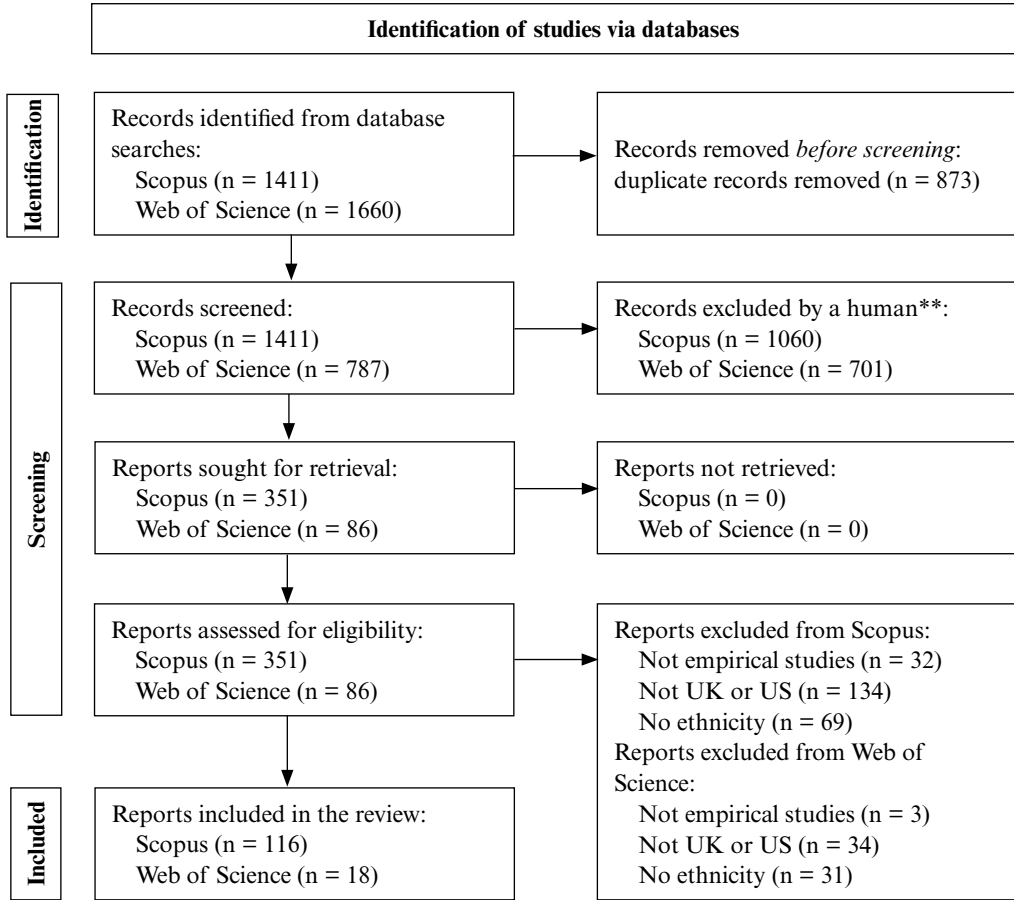 Identification of studies via databases
Identification
Records identified from database
searches:
Scopus (n = 1411)
Web of Science (n = 1660)
Records removed before screening:
duplicate records removed (n = 873)
Screening
Records screened:
Scopus (n = 1411)
Web of Science (n = 787)
Records excluded by a human**:
Scopus (n = 1060)
Web of Science (n = 701)
Reports sought for retrieval:
Scopus (n = 351)
Web of Science (n = 86)
Reports not retrieved:
Scopus (n = 0)
Web of Science (n = 0)
Reports assessed for eligibility:
Scopus (n = 351)
Web of Science (n = 86)
Reports excluded from Scopus:
Not empirical studies (n = 32)
Not UK or US (n = 134)
No ethnicity (n = 69)
Reports excluded from Web of
Science:
Not empirical studies (n = 3)
Not UK or US (n = 34)
No ethnicity (n = 31)
Included
Reports included in the review:
Scopus (n = 116)
Web of Science (n = 18)